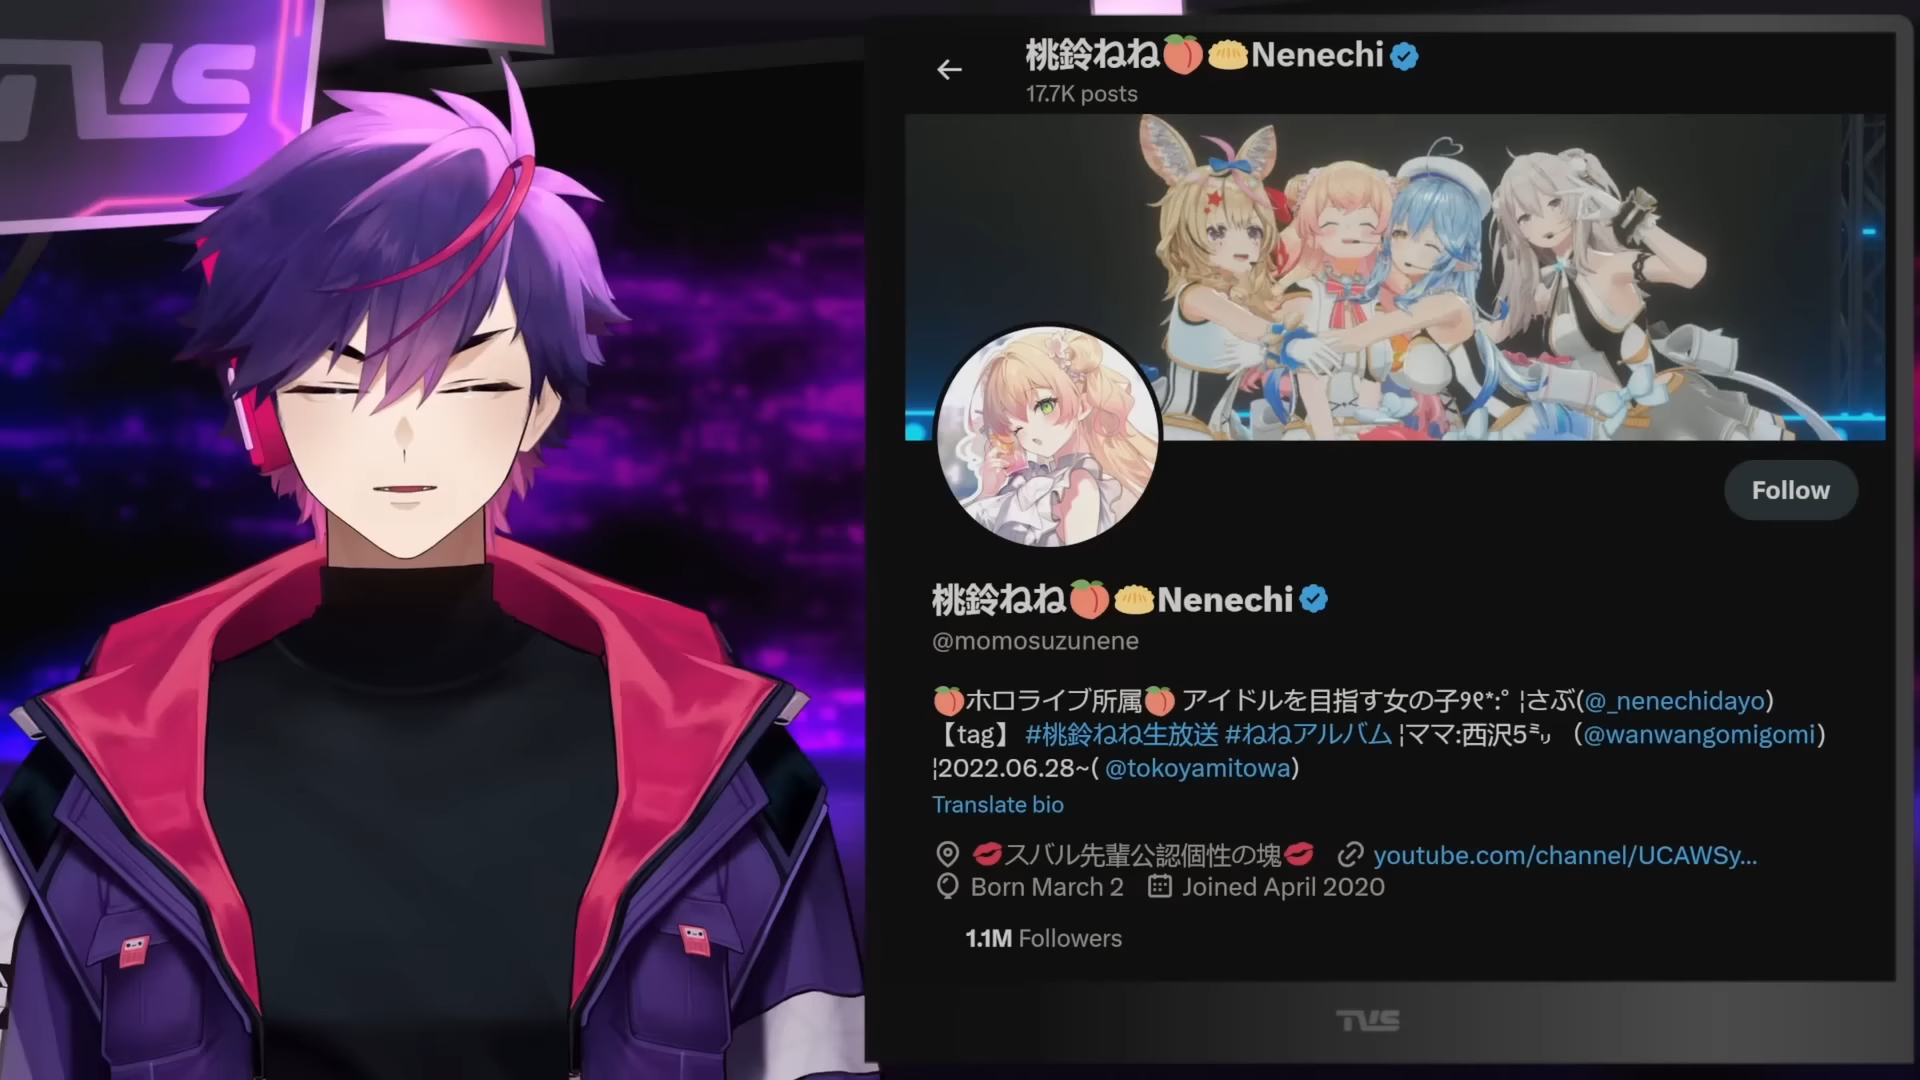 TVS
桃鈴ねね🍑🥟Nenechi
17.7K posts
Follow
桃鈴ねね🍑🥟Nenechi
@momosuzunene
🍑ホロライブ所属🍑 アイドルを目指す女の子୨୧*:ﾟ ¦さぶ(@_nenechidayo)
【tag】 #桃鈴ねね生放送 #ねねアルバム ¦ママ:西沢5㍉ （@wanwangomigomi）
¦2022.06.28~( @tokoyamitowa)
Translate bio
💋スバル先輩公認個性の塊💋 youtube.com/channel/UCAWSy...
Born March 2 Joined April 2020
1.1M Followers
TVS